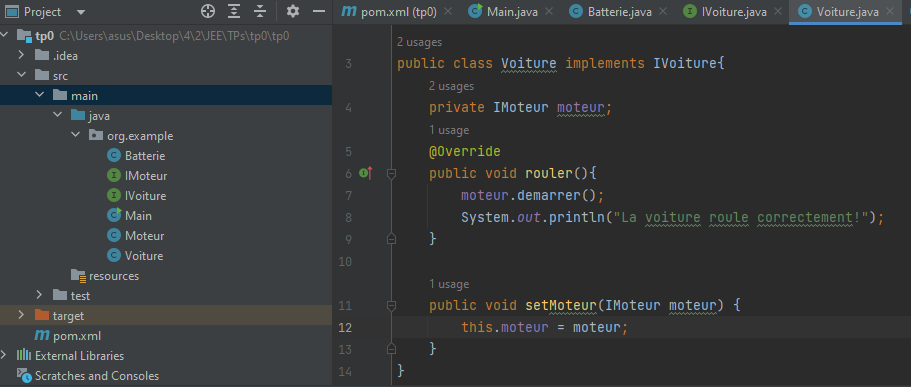 Project
pom.xml (tp0)
Main.java
Batterie.java
IVoiture.java
Voiture.java
tp0 C:\Users\asus\Desktop\4\2\JEE\TPs\tp0\tp0
.idea
src
main
java
org.example
Batterie
IMoteur
IVoiture
Main
Moteur
Voiture
resources
test
target
pom.xml
External Libraries
Scratches and Consoles
2 usages
3 public class Voiture implements IVoiture{
2 usages
4 private IMoteur moteur;
1 usage
5 @Override
6 public void rouler(){
7 moteur.demarrer();
8 System.out.println("La voiture roule correctement!");
9 }
10
1 usage
11 public void setMoteur(IMoteur moteur) {
12 this.moteur = moteur;
13 }
14 }